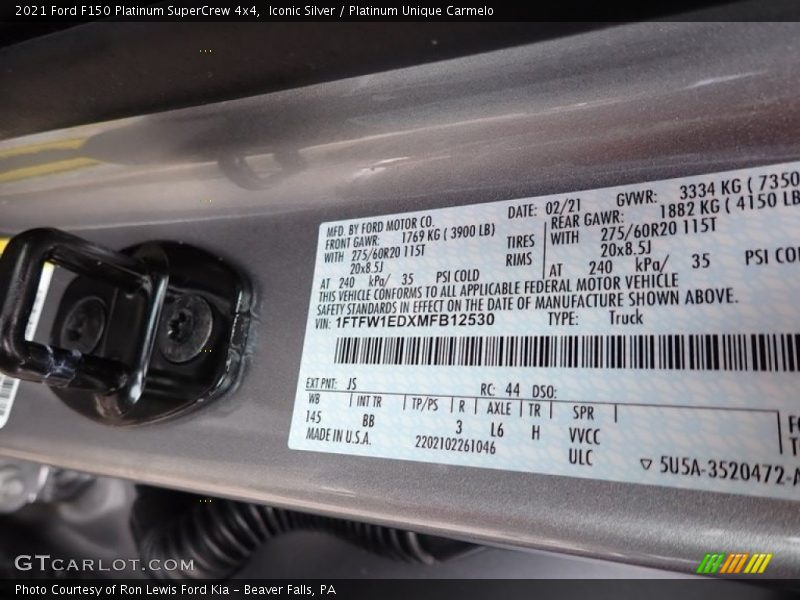 2021 Ford F150 Platinum SuperCrew 4x4,  Iconic Silver / Platinum Unique Carmelo
MFD. BY FORD MOTOR CO.
DATE: 02/21
GVWR: 3334 KG ( 7350
FRONT GAWR: 1769 KG ( 3900 LB)
REAR GAWR: 1882 KG ( 4150 LB
WITH 275/60R20 115T TIRES
WITH 275/60R20 115T
20x8.5J RIMS
20x8.5J
AT 240 kPa/ 35 PSI COLD
AT 240 kPa/ 35 PSI COL
THIS VEHICLE CONFORMS TO ALL APPLICABLE FEDERAL MOTOR VEHICLE
SAFETY STANDARDS IN EFFECT ON THE DATE OF MANUFACTURE SHOWN ABOVE.
VIN: 1FTFW1EDXMFB12530 TYPE: Truck
EXT PNT: JS RC: 44 DSO:
WB INT TR TP/PS R AXLE TR SPR
145 BB 3 L6 H VVCC
MADE IN U.S.A. 2202102261046 ULC
5U5A-3520472-A
GTCARLOT.COM
Photo Courtesy of Ron Lewis Ford Kia – Beaver Falls, PA